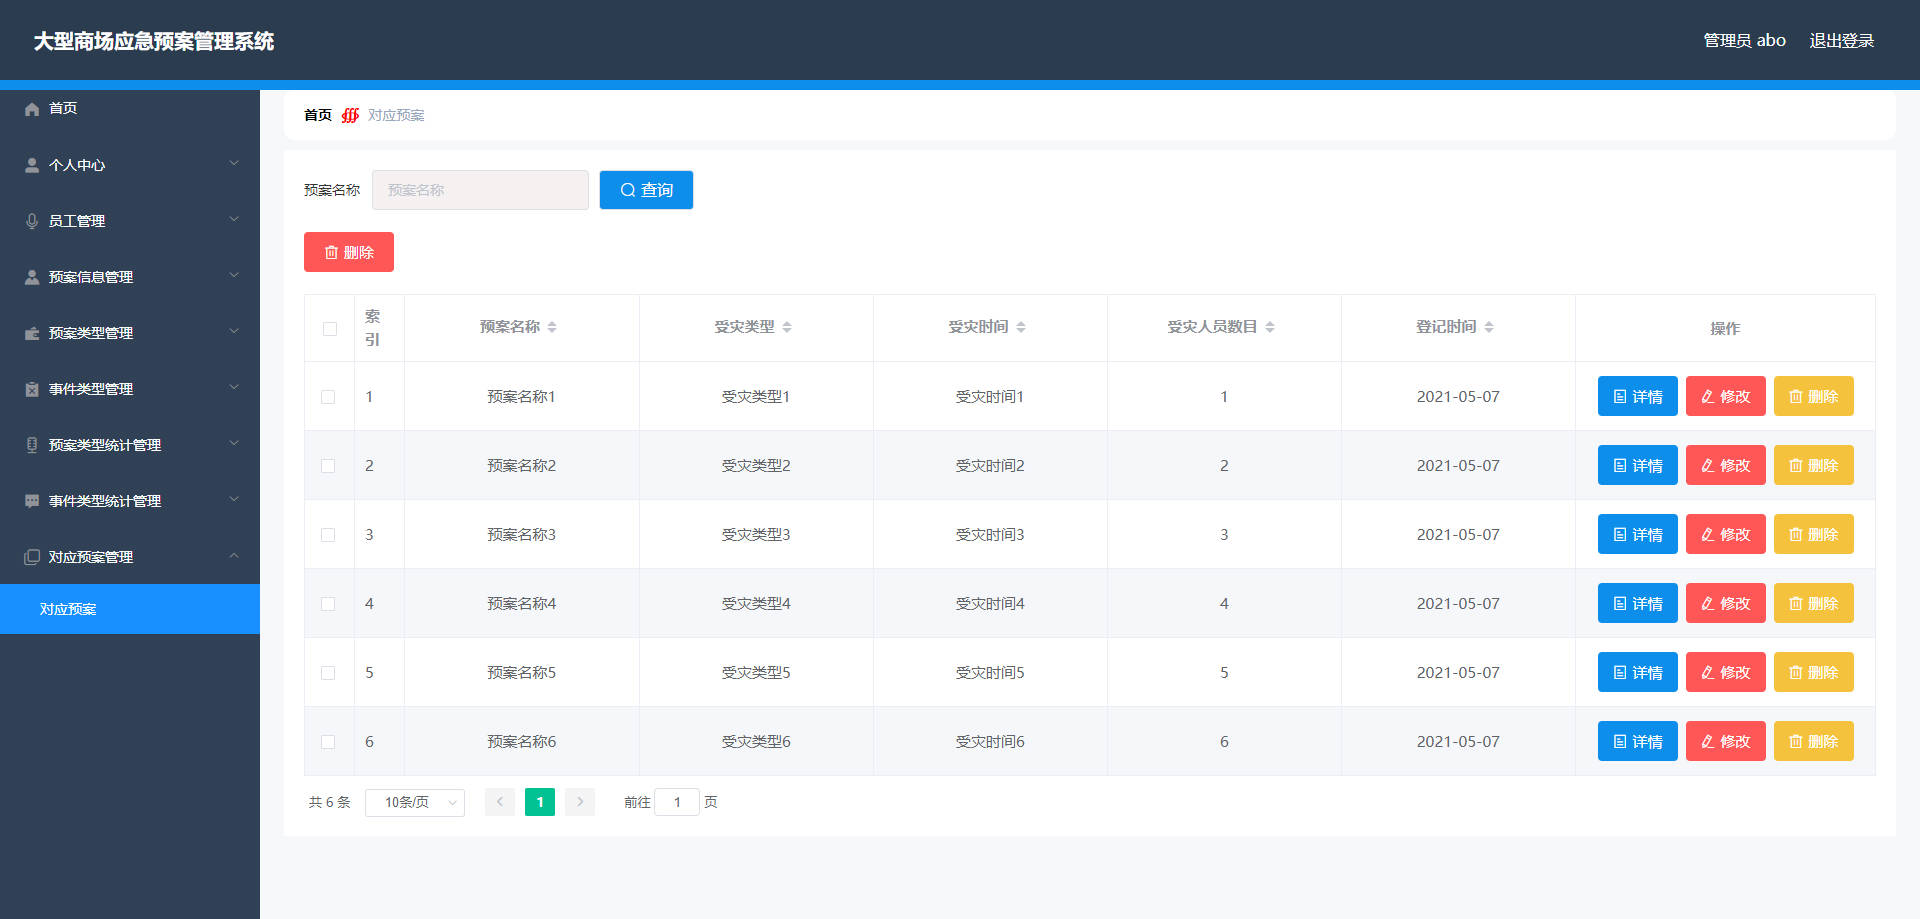 大型商场应急预案管理系统
管理员 abo 退出登录
首页
个人中心
员工管理
预案信息管理
预案类型管理
事件类型管理
预案类型统计管理
事件类型统计管理
对应预案管理
对应预案
首页 对应预案
预案名称 预案名称 查询
删除
索引 预案名称 受灾类型 受灾时间 受灾人员数目 登记时间 操作
1 预案名称1 受灾类型1 受灾时间1 1 2021-05-07 详情 修改 删除
2 预案名称2 受灾类型2 受灾时间2 2 2021-05-07 详情 修改 删除
3 预案名称3 受灾类型3 受灾时间3 3 2021-05-07 详情 修改 删除
4 预案名称4 受灾类型4 受灾时间4 4 2021-05-07 详情 修改 删除
5 预案名称5 受灾类型5 受灾时间5 5 2021-05-07 详情 修改 删除
6 预案名称6 受灾类型6 受灾时间6 6 2021-05-07 详情 修改 删除
共 6 条 10条/页 1 前往 1 页